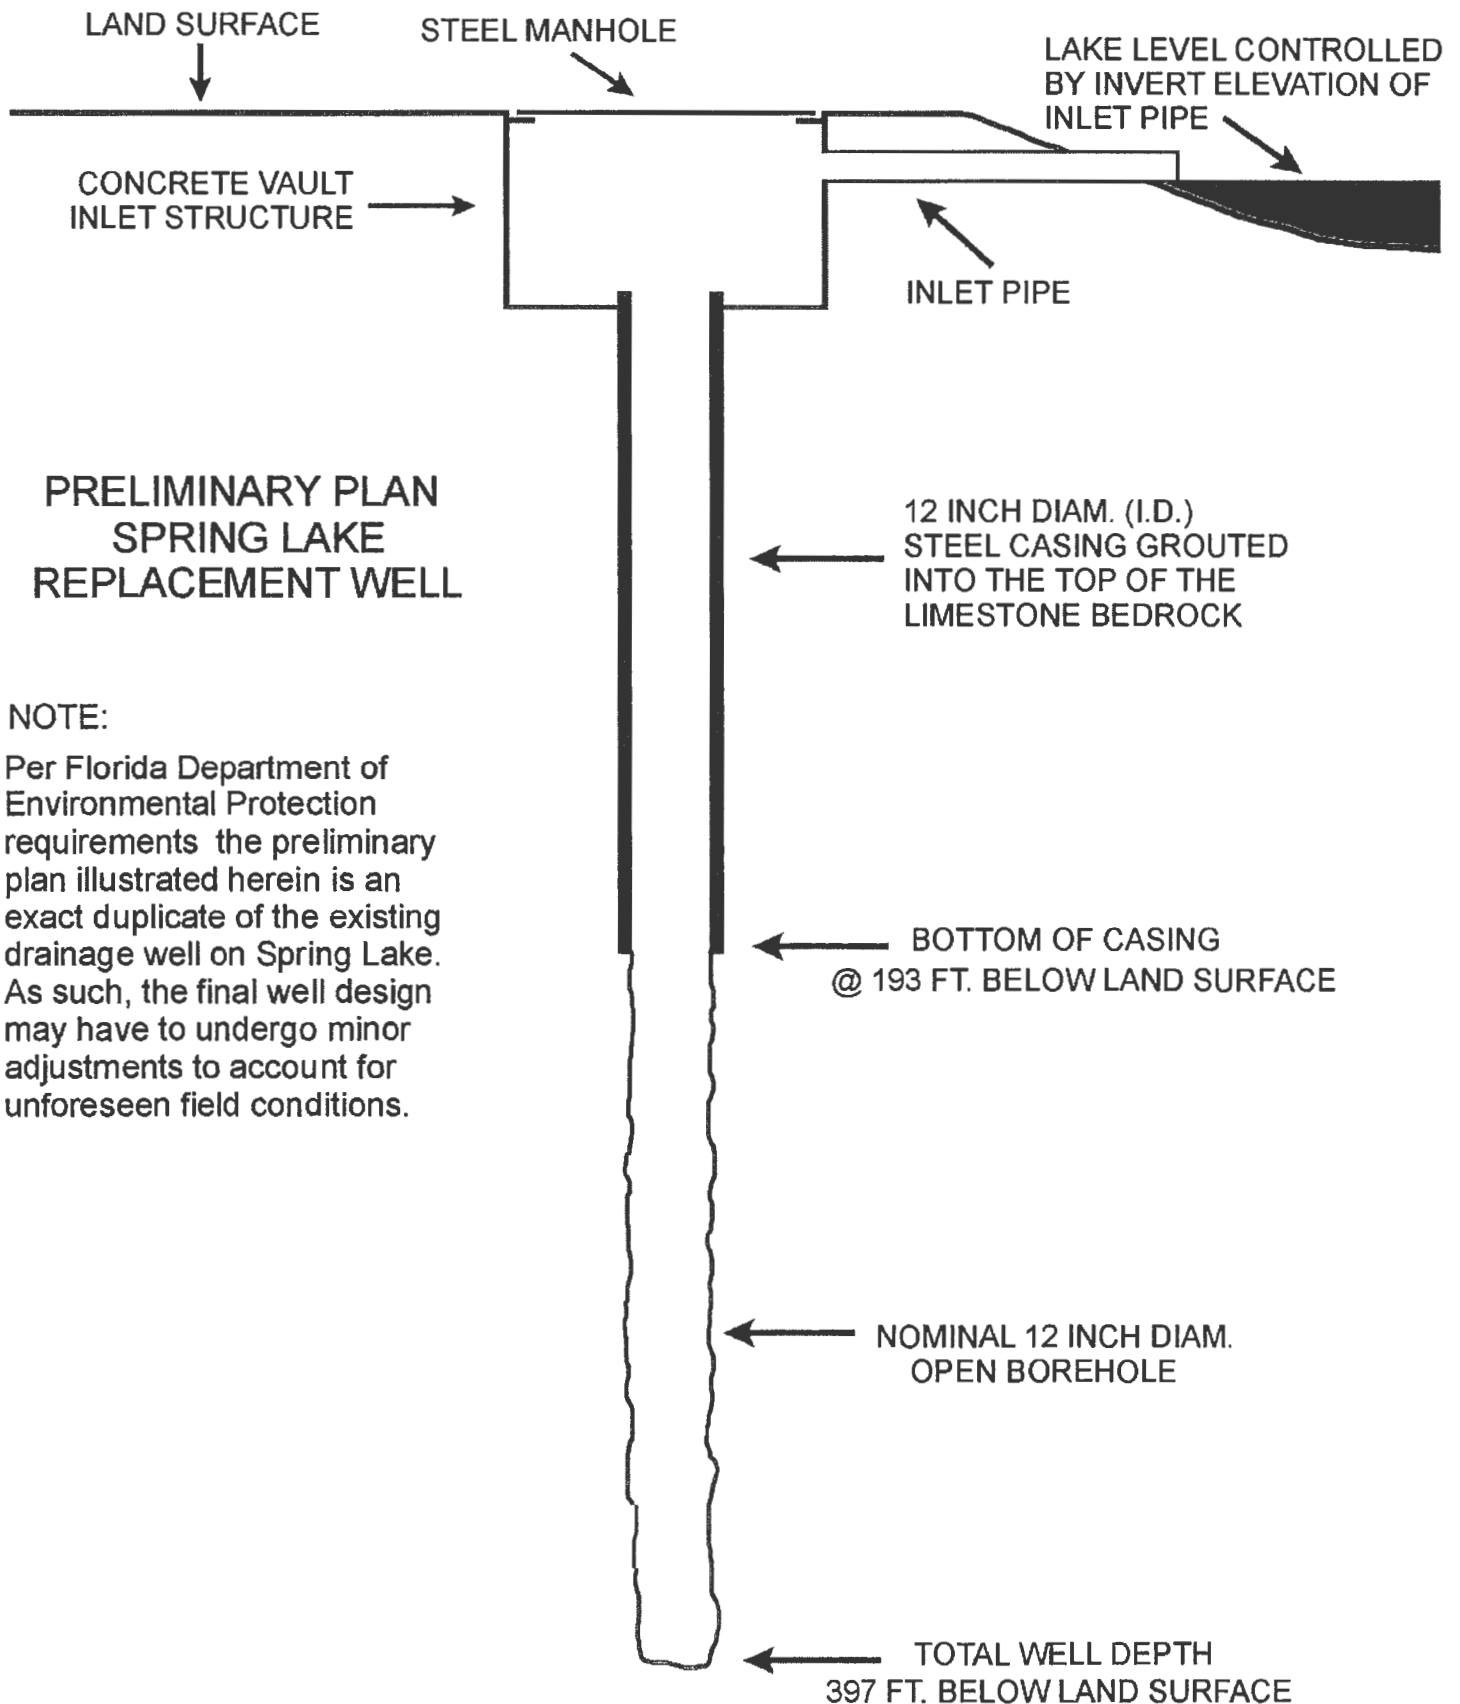 LAND SURFACE
STEEL MANHOLE
LAKE LEVEL CONTROLLED
BY INVERT ELEVATION OF
INLET PIPE
CONCRETE VAULT
INLET STRUCTURE
INLET PIPE
PRELIMINARY PLAN
SPRING LAKE
REPLACEMENT WELL
12 INCH DIAM. (I.D.)
STEEL CASING GROUTED
INTO THE TOP OF THE
LIMESTONE BEDROCK
NOTE:
Per Florida Department of
Environmental Protection
requirements the preliminary
plan illustrated herein is an
exact duplicate of the existing
drainage well on Spring Lake.
As such, the final well design
may have to undergo minor
adjustments to account for
unforeseen field conditions.
BOTTOM OF CASING
@ 193 FT. BELOW LAND SURFACE
NOMINAL 12 INCH DIAM.
OPEN BOREHOLE
TOTAL WELL DEPTH
397 FT. BELOW LAND SURFACE